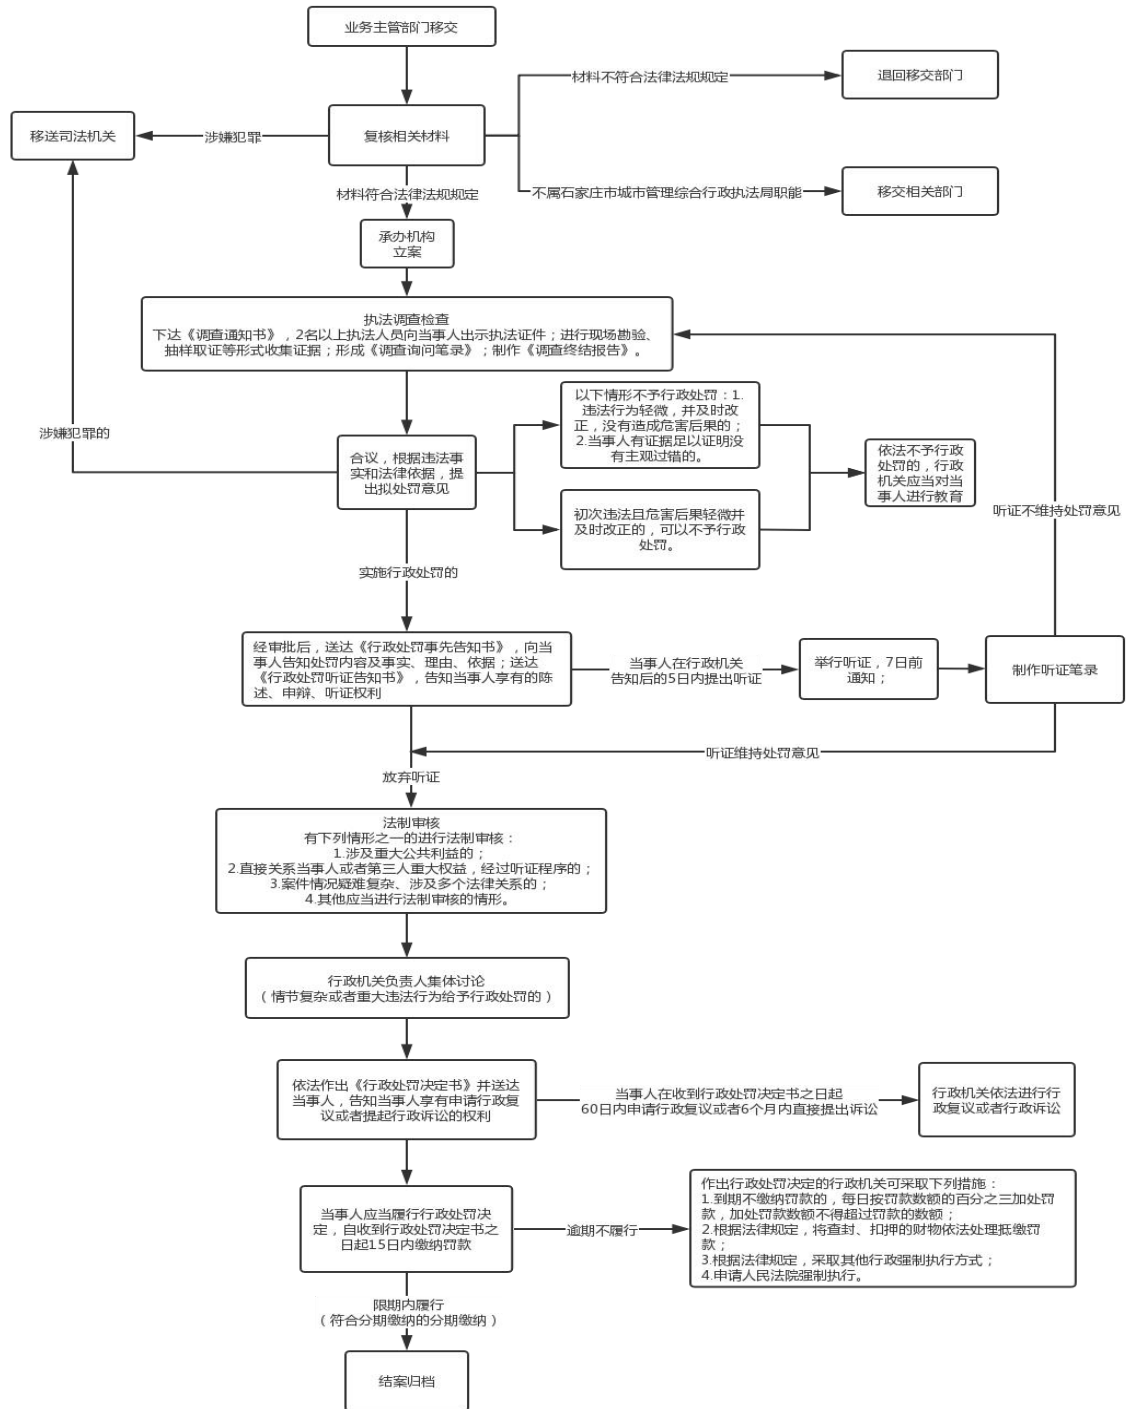 业务主管部门移交
材料不符合法律法规规定
退回移交部门
移送司法机关
涉嫌犯罪
复核相关材料
材料符合法律法规规定
不属石家庄市城市管理综合行政执法局职能
移交相关部门
承办机构
立案
执法调查检查
下达《调查通知书》，2名以上执法人员向当事人出示执法证件；进行现场勘验、
抽样取证等形式收集证据；形成《调查询问笔录》；制作《调查终结报告》。
涉嫌犯罪的
合议，根据违法事
实和法律依据，提
出拟处罚意见
以下情形不予行政处罚：1.
违法行为轻微，并及时改
正，没有造成危害后果的；
2.当事人有证据足以证明没
有主观过错的。
初次违法且危害后果轻微并
及时改正的，可以不予行政
处罚。
依法不予行政
处罚的，行政
机关应当对当
事人进行教育
听证不维持处罚意见
实施行政处罚的
经审批后，送达《行政处罚事先告知书》，向当
事人告知处罚内容及事实、理由、依据；送达
《行政处罚听证告知书》，告知当事人享有的陈
述、申辩、听证权利
当事人在行政机关
告知后的5日内提出听证
举行听证，7日前
通知；
制作听证笔录
听证维持处罚意见
放弃听证
法制审核
有下列情形之一的进行法制审核：
1.涉及重大公共利益的；
2.直接关系当事人或者第三人重大权益，经过听证程序的；
3.案件情况疑难复杂、涉及多个法律关系的；
4.其他应当进行法制审核的情形。
行政机关负责人集体讨论
（情节复杂或者重大违法行为给予行政处罚的）
依法作出《行政处罚决定书》并送达
当事人，告知当事人享有申请行政复
议或者提起行政诉讼的权利
当事人在收到行政处罚决定书之日起
60日内申请行政复议或者6个月内直接提出诉讼
行政机关依法进行行
政复议或者行政诉讼
当事人应当履行行政处罚决
定，自收到行政处罚决定书之
日起15日内缴纳罚款
逾期不履行
作出行政处罚决定的行政机关可采取下列措施：
1.到期不缴纳罚款的，每日按罚款数额的百分之三加处罚
款，加处罚款数额不得超过罚款的数额；
2.根据法律规定，将查封、扣押的财物依法处理抵缴罚
款；
3.根据法律规定，采取其他行政强制执行方式；
4.申请人民法院强制执行。
限期内履行
（符合分期缴纳的分期缴纳）
结案归档